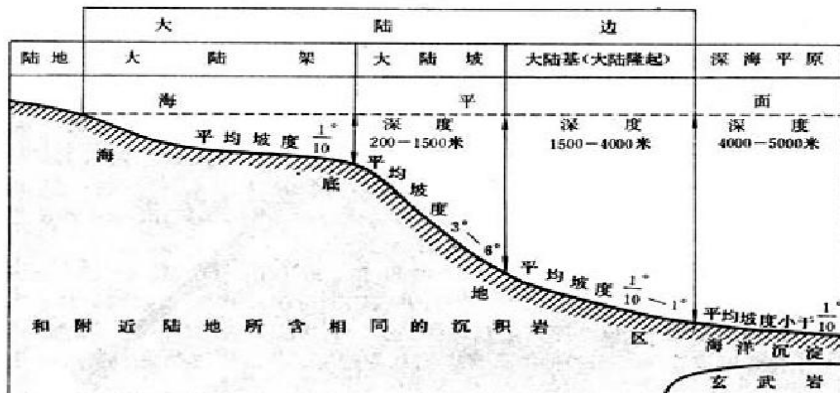 大陆边
陆地 大陆架 大陆坡 大陆基(大陆隆起) 深海平原
海平面
深度 200-1500米
深度 1500-4000米
深度 4000-5000米
平均坡度 1/10°
平均坡度 3°~6°
平均坡度 1/10°—1°
平均坡度小于 1/10°
海底地区
海洋沉淀
和附近陆地所含相同的沉积岩
玄武岩